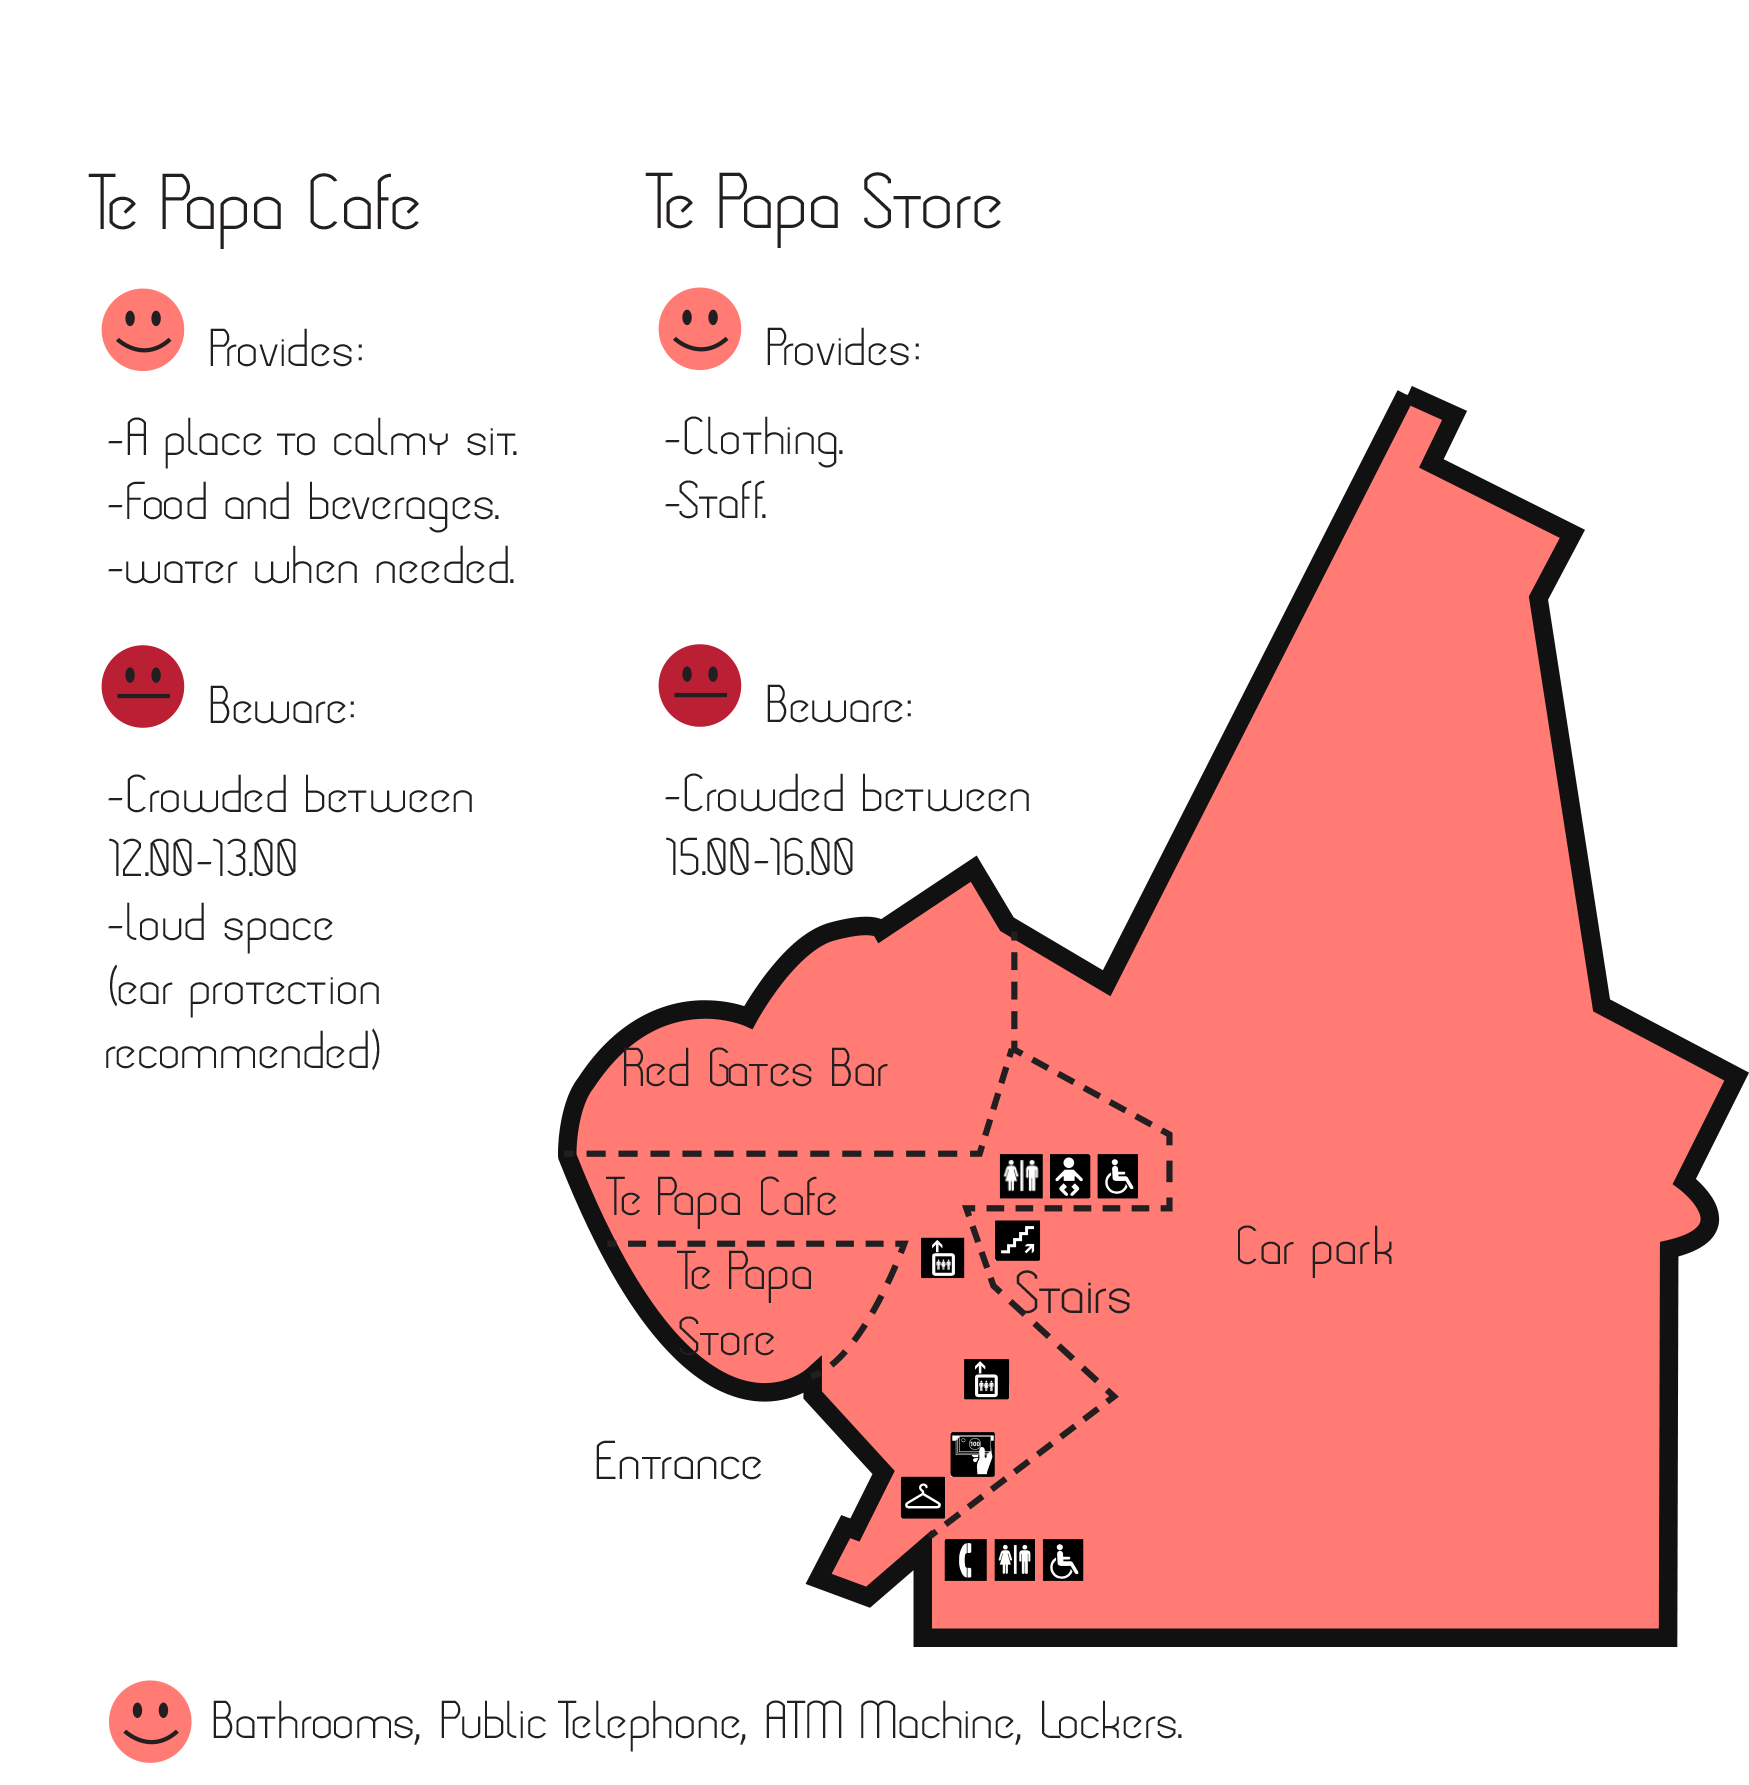 Te Papa Cafe
Provides:
-A place to calmy sit.
-Food and beverages.
-water when needed.
Beware:
-Crowded between
12.00-13.00
-loud space
(ear protection
recommended)
Te Papa Store
Provides:
-Clothing.
-Staff.
Beware:
-Crowded between
15.00-16.00
Red Gates Bar
Te Papa Cafe
Te Papa
Store
Stairs
Car park
100
Entrance
Bathrooms, Public Telephone, ATM Machine, Lockers.